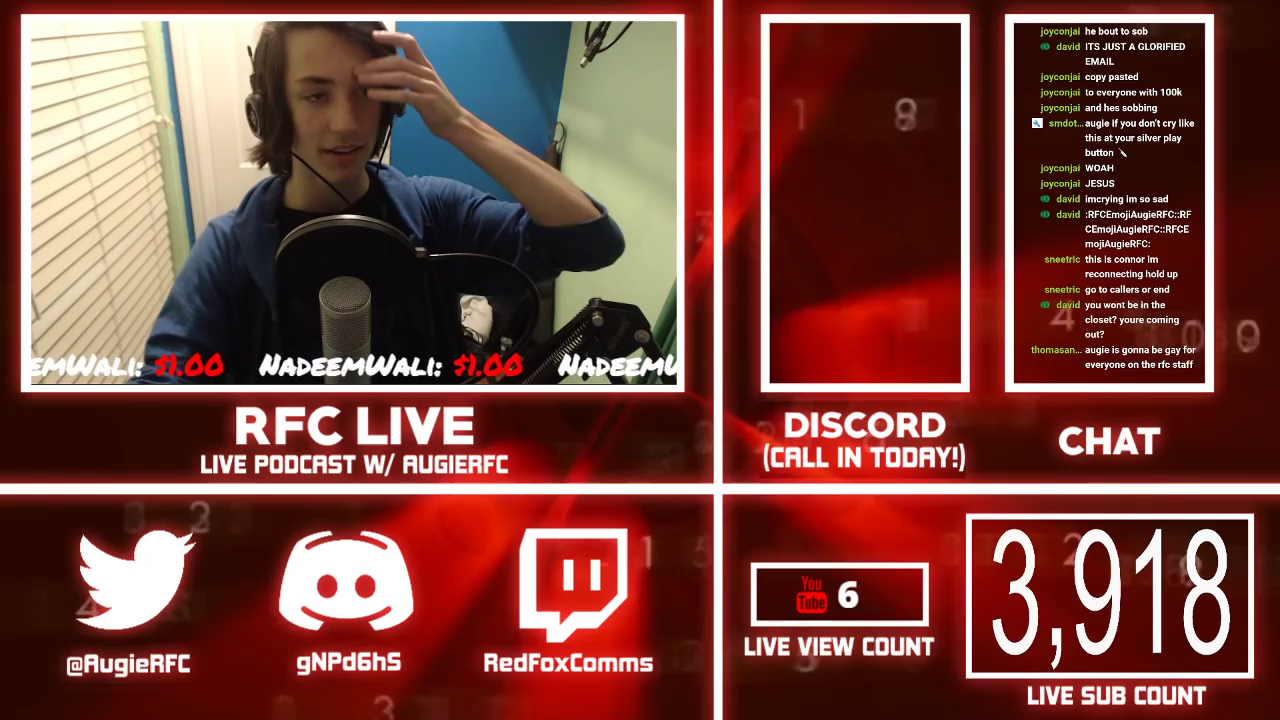 EMWALI: $1.00 NADEEMWALI: $1.00 NADEEMW
RFC LIVE
LIVE PODCAST W/ AUGIERFC
DISCORD
(CALL IN TODAY!)
joyconjai he bout to sob
david ITS JUST A GLORIFIED
EMAIL
joyconjai copy pasted
joyconjai to everyone with 100k
joyconjai and hes sobbing
smdot... augie if you don't cry like
this at your silver play
button
joyconjai WOAH
joyconjai JESUS
david imcrying im so sad
david :RFCEmojiAugieRFC::RF
CEmojiAugieRFC::RFCE
mojiAugieRFC:
sneetric this is connor im
reconnecting hold up
sneetric go to callers or end
david you wont be in the
closet? youre coming
out?
thomasan... augie is gonna be gay for
everyone on the rfc staff
CHAT
@AugieRFC
gNPd6hS
RedFoxComms
You
Tube 6
LIVE VIEW COUNT
3,918
LIVE SUB COUNT